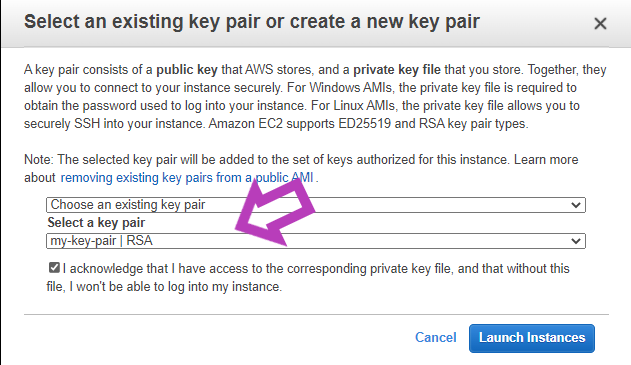 Select an existing key pair or create a new key pair
A key pair consists of a public key that AWS stores, and a private key file that you store. Together, they
allow you to connect to your instance securely. For Windows AMIs, the private key file is required to
obtain the password used to log into your instance. For Linux AMIs, the private key file allows you to
securely SSH into your instance. Amazon EC2 supports ED25519 and RSA key pair types.
Note: The selected key pair will be added to the set of keys authorized for this instance. Learn more
about removing existing key pairs from a public AMI .
Choose an existing key pair
Select a key pair
my-key-pair | RSA
I acknowledge that I have access to the corresponding private key file, and that without this
file, I won't be able to log into my instance.
Cancel
Launch Instances